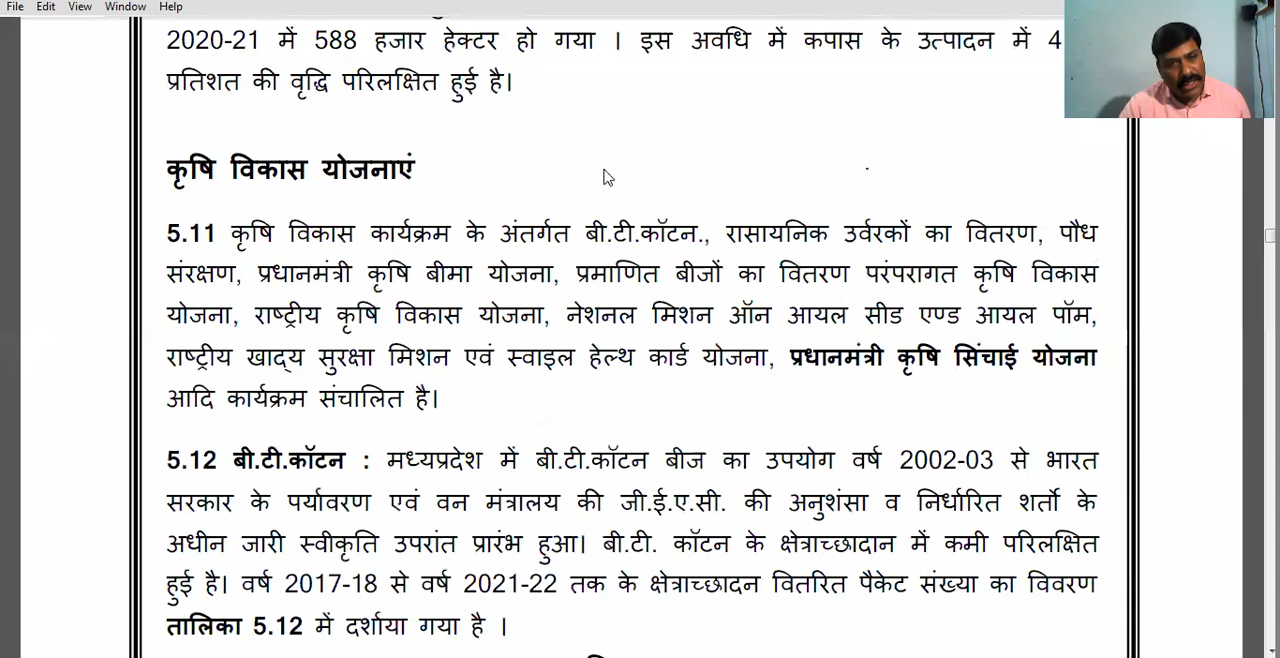 File Edit View Window Help
2020-21 में 588 हजार हेक्टर हो गया । इस अवधि में कपास के उत्पादन में 4
प्रतिशत की वृद्धि परिलक्षित हुई है।
कृषि विकास योजनाएं
5.11 कृषि विकास कार्यक्रम के अंतर्गत बी.टी.कॉटन., रासायनिक उर्वरकों का वितरण, पौध
संरक्षण, प्रधानमंत्री कृषि बीमा योजना, प्रमाणित बीजों का वितरण परंपरागत कृषि विकास
योजना, राष्ट्रीय कृषि विकास योजना, नेशनल मिशन ऑन आयल सीड एण्ड आयल पॉम,
राष्ट्रीय खाद्‌य सुरक्षा मिशन एवं स्वाइल हेल्थ कार्ड योजना, प्रधानमंत्री कृषि सिंचाई योजना
आदि कार्यक्रम संचालित है।
5.12 बी.टी.कॉटन : मध्यप्रदेश में बी.टी.कॉटन बीज का उपयोग वर्ष 2002-03 से भारत
सरकार के पर्यावरण एवं वन मंत्रालय की जी.ई.ए.सी. की अनुशंसा व निर्धारित शर्तो के
अधीन जारी स्वीकृति उपरांत प्रारंभ हुआ। बी.टी. कॉटन के क्षेत्राच्छादान में कमी परिलक्षित
हुई है। वर्ष 2017-18 से वर्ष 2021-22 तक के क्षेत्राच्छादन वितरित पैकेट संख्या का विवरण
तालिका 5.12 में दर्शाया गया है ।